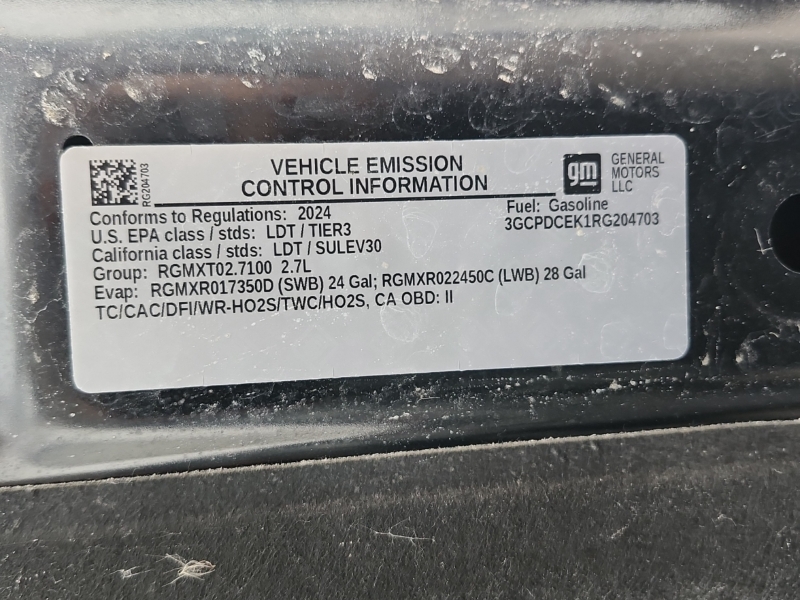 RG204703
VEHICLE EMISSION
CONTROL INFORMATION
gm
GENERAL
MOTORS
LLC
Conforms to Regulations: 2024
Fuel: Gasoline
U.S. EPA class / stds: LDT / TIER3
3GCPDCEK1RG204703
California class / stds: LDT / SULEV30
Group: RGMXT02.7100 2.7L
Evap: RGMXR017350D (SWB) 24 Gal; RGMXR022450C (LWB) 28 Gal
TC/CAC/DFI/WR-HO2S/TWC/HO2S, CA OBD: II